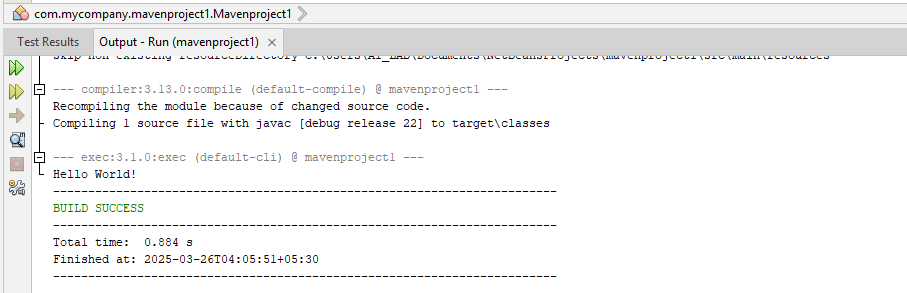 com.mycompany.mavenproject1.Mavenproject1
Test Results
Output - Run (mavenproject1) ×
skip non existing resourceDirectory C:\Users\AI_LAB\Documents\NetBeansProjects\mavenproject1\src\main\resources
--- compiler:3.13.0:compile (default-compile) @ mavenproject1 ---
Recompiling the module because of changed source code.
Compiling 1 source file with javac [debug release 22] to target\classes
--- exec:3.1.0:exec (default-cli) @ mavenproject1 ---
Hello World!
------------------------------------------------------------------------
BUILD SUCCESS
------------------------------------------------------------------------
Total time:  0.884 s
Finished at: 2025-03-26T04:05:51+05:30
------------------------------------------------------------------------